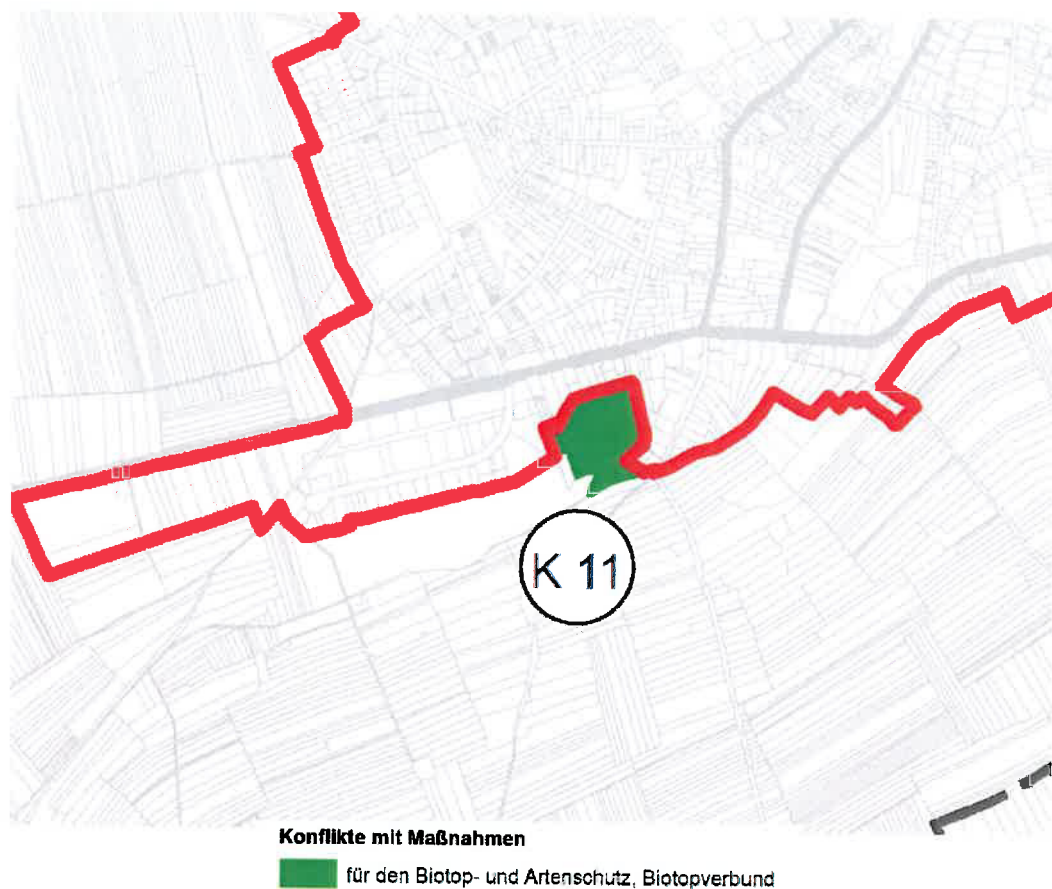 K 11
Konflikte mit Maßnahmen
für den Biotop- und Artenschutz, Biotopverbund